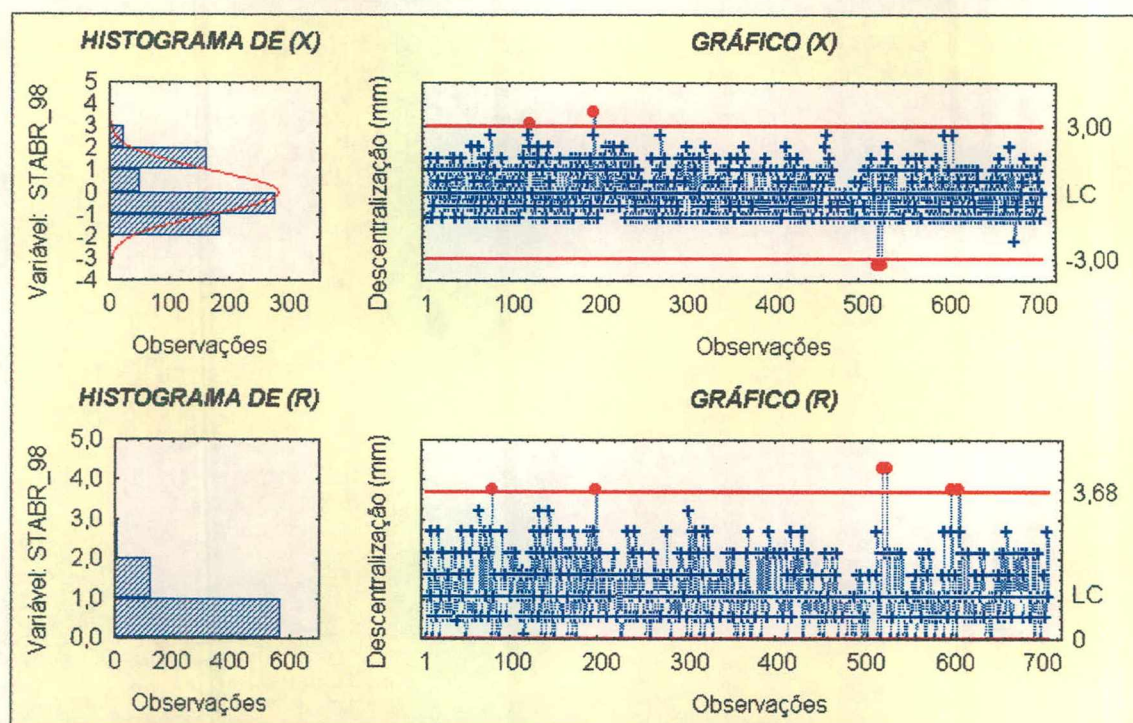 HISTOGRAMA DE (X)
GRÁFICO (X)
Variável: STABR_98
5
4
3
2
1
0
-1
-2
-3
-4
0 100 200 300
Observações
Descentralização (mm)
3,00
LC
-3,00
1 100 200 300 400 500 600 700
Observações
HISTOGRAMA DE (R)
GRÁFICO (R)
Variável: STABR_98
5,0
4,0
3,0
2,0
1,0
0,0
0 200 400 600
Observações
Descentralização (mm)
3.68
LC
0
1 100 200 300 400 500 600 700
Observações